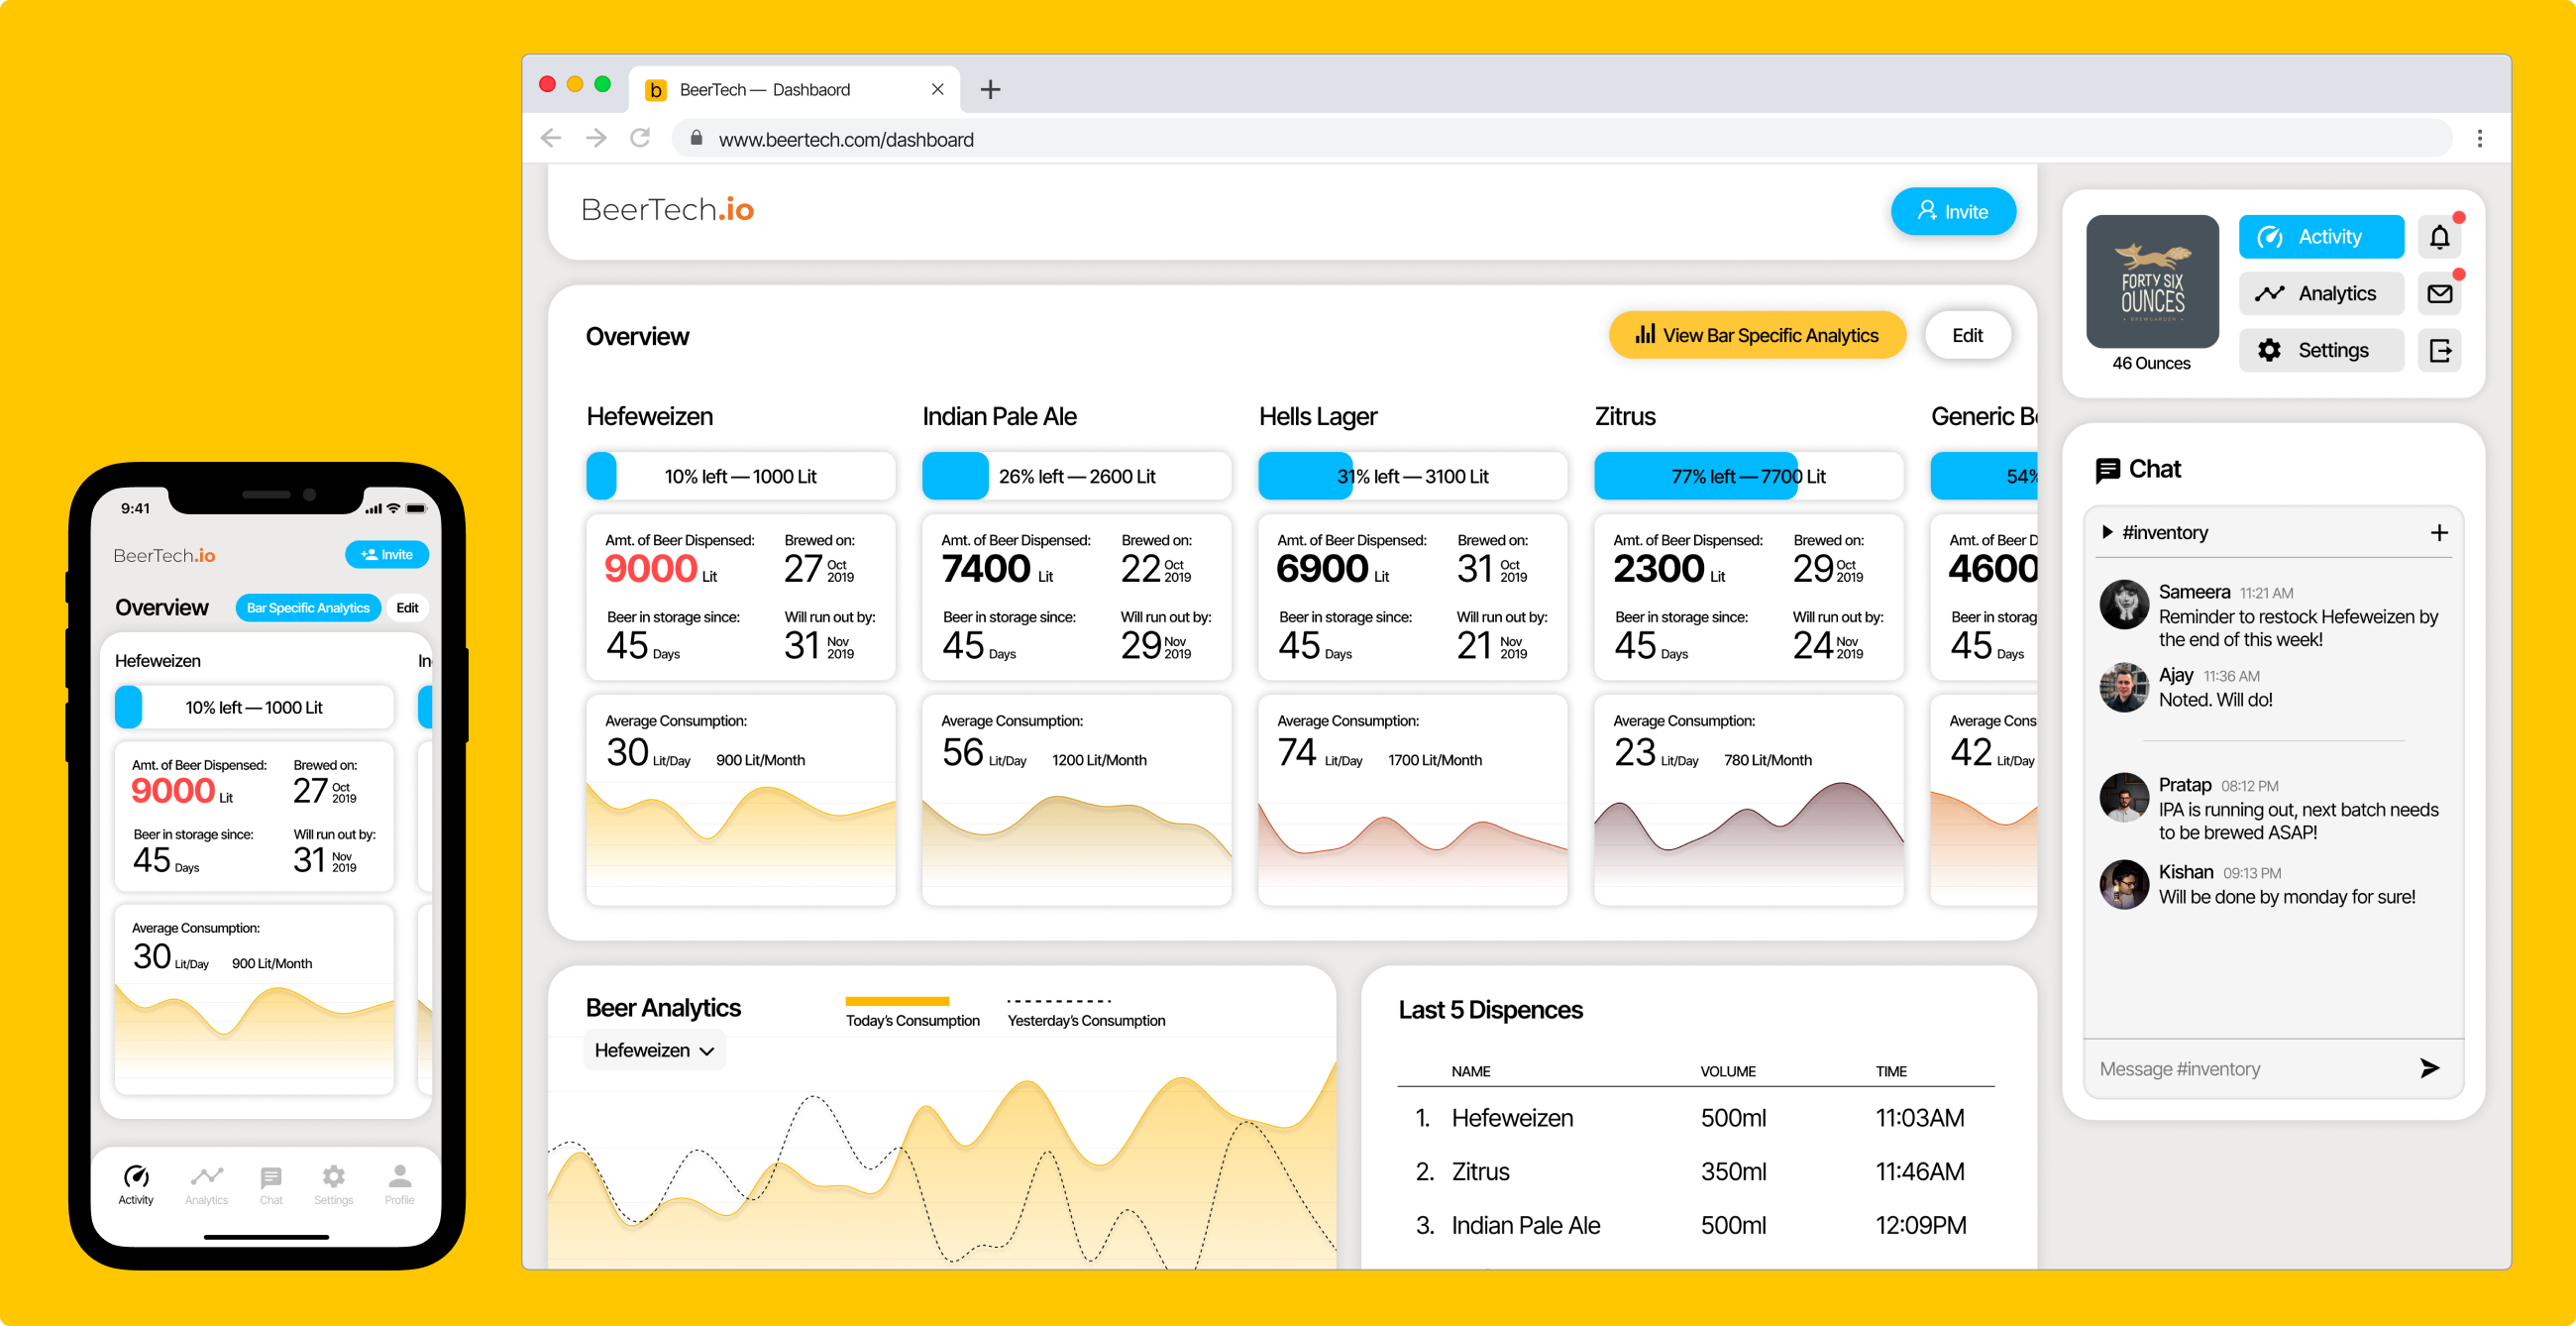 9:41
BeerTech.io
Invite
Overview
Bar Specific Analytics
Edit
Hefeweizen
In
10% left — 1000 Lit
Amt. of Beer Dispensed:
9000 Lit
Brewed on:
27 Oct 2019
Beer in storage since:
45 Days
Will run out by:
31 Nov 2019
Average Consumption:
30 Lit/Day 900 Lit/Month
Activity
Analytics
Chat
Settings
Profile
b BeerTech — Dashbaord
www.beertech.com/dashboard
BeerTech.io
Invite
Overview
View Bar Specific Analytics
Edit
Hefeweizen
10% left — 1000 Lit
Amt. of Beer Dispensed:
9000 Lit
Brewed on:
27 Oct 2019
Beer in storage since:
45 Days
Will run out by:
31 Nov 2019
Average Consumption:
30 Lit/Day 900 Lit/Month
Indian Pale Ale
26% left — 2600 Lit
Amt. of Beer Dispensed:
7400 Lit
Brewed on:
22 Oct 2019
Beer in storage since:
45 Days
Will run out by:
29 Nov 2019
Average Consumption:
56 Lit/Day 1200 Lit/Month
Hells Lager
31% left — 3100 Lit
Amt. of Beer Dispensed:
6900 Lit
Brewed on:
31 Oct 2019
Beer in storage since:
45 Days
Will run out by:
21 Nov 2019
Average Consumption:
74 Lit/Day 1700 Lit/Month
Zitrus
77% left — 7700 Lit
Amt. of Beer Dispensed:
2300 Lit
Brewed on:
29 Oct 2019
Beer in storage since:
45 Days
Will run out by:
24 Nov 2019
Average Consumption:
23 Lit/Day 780 Lit/Month
Generic Be
54%
Amt. of Beer D
4600
Beer in storag
45 Days
Average Cons
42 Lit/Day
Beer Analytics
Today's Consumption
Yesterday's Consumption
Hefeweizen
Last 5 Dispences
NAME VOLUME TIME
1. Hefeweizen 500ml 11:03AM
2. Zitrus 350ml 11:46AM
3. Indian Pale Ale 500ml 12:09PM
FORTY SIX
OUNCES
BREWGARDEN
46 Ounces
Activity
Analytics
Settings
Chat
#inventory
Sameera 11:21 AM
Reminder to restock Hefeweizen by
the end of this week!
Ajay 11:36 AM
Noted. Will do!
Pratap 08:12 PM
IPA is running out, next batch needs
to be brewed ASAP!
Kishan 09:13 PM
Will be done by monday for sure!
Message #inventory